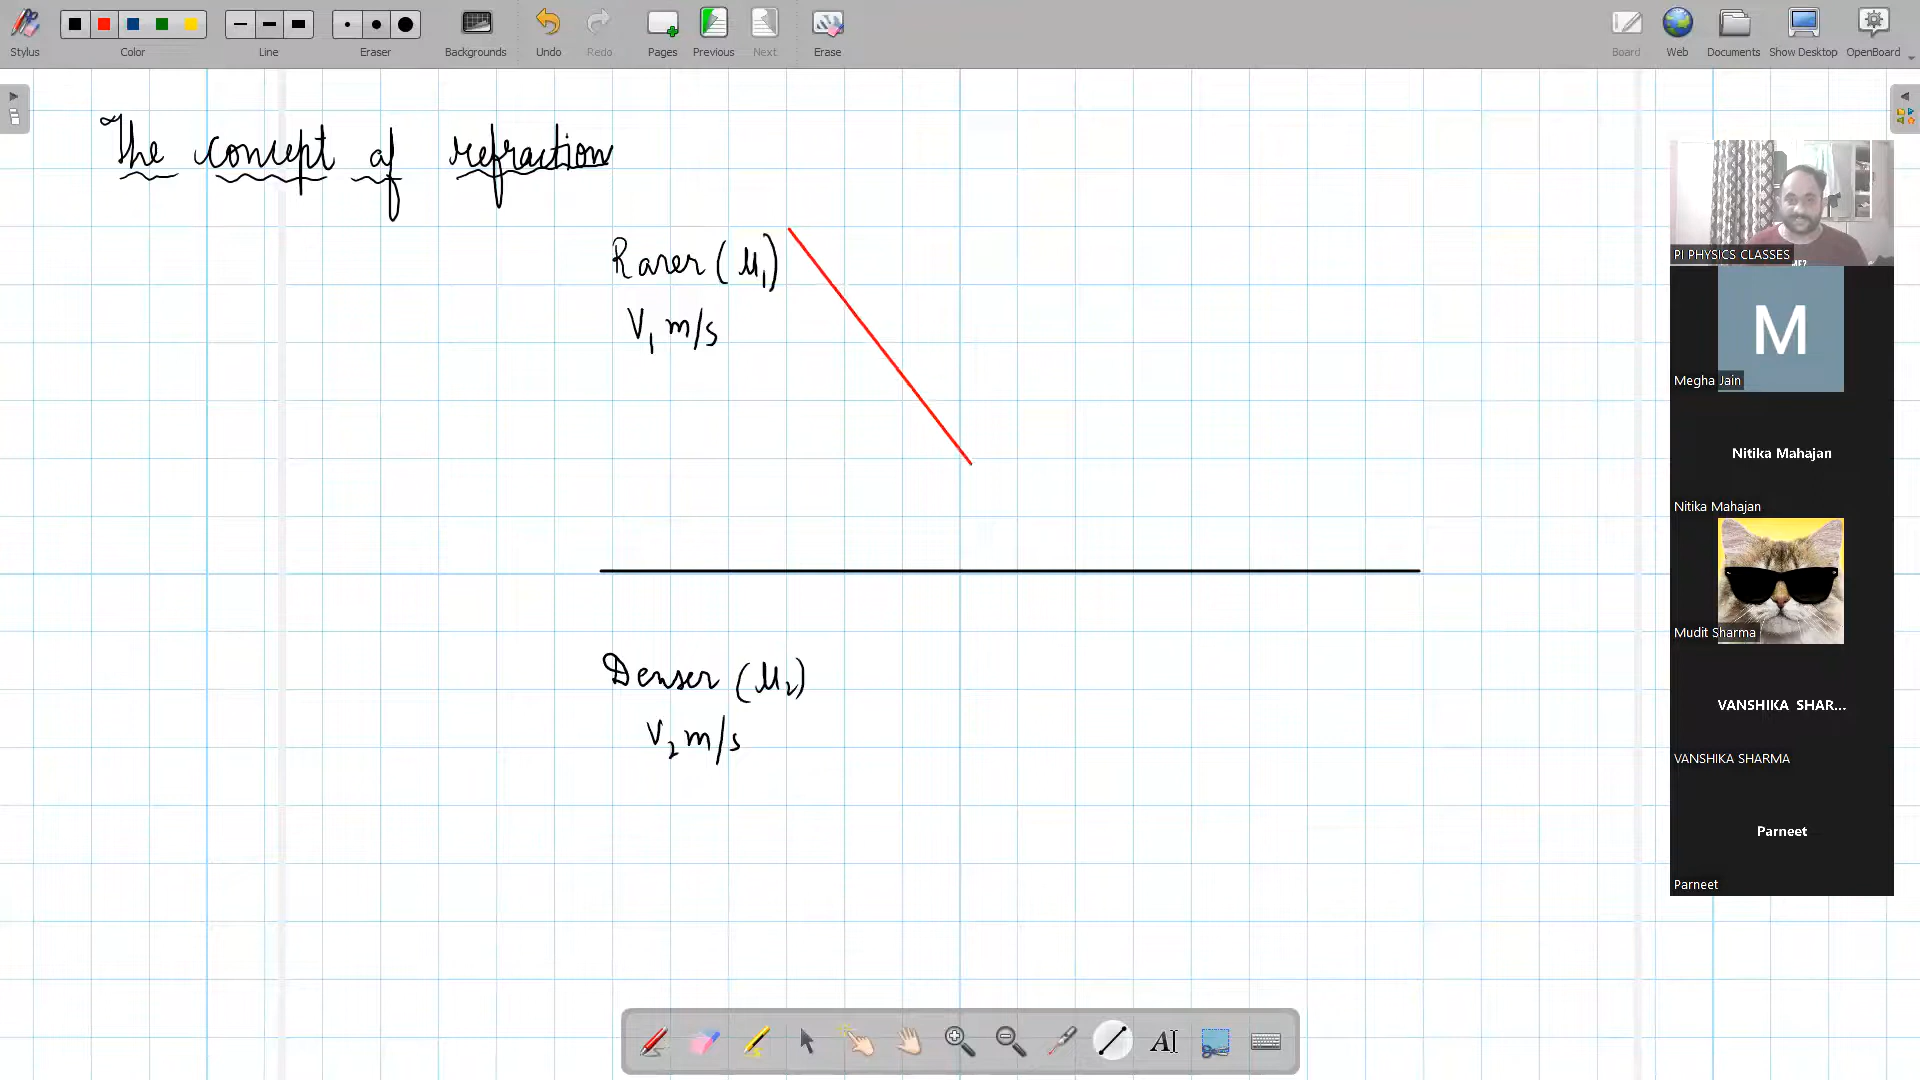 Stylus
Color
Line
Eraser
Backgrounds
Undo
Redo
Pages
Previous
Next
Erase
Board
Web
Documents
Show Desktop
OpenBoard
The concept of refraction
Rarer (μ₁)
V₁ m/s
Denser (μ₂)
V₂ m/s
PI PHYSICS CLASSES
M
Megha Jain
Nitika Mahajan
Nitika Mahajan
Mudit Sharma
VANSHIKA SHAR...
VANSHIKA SHARMA
Parneet
Parneet